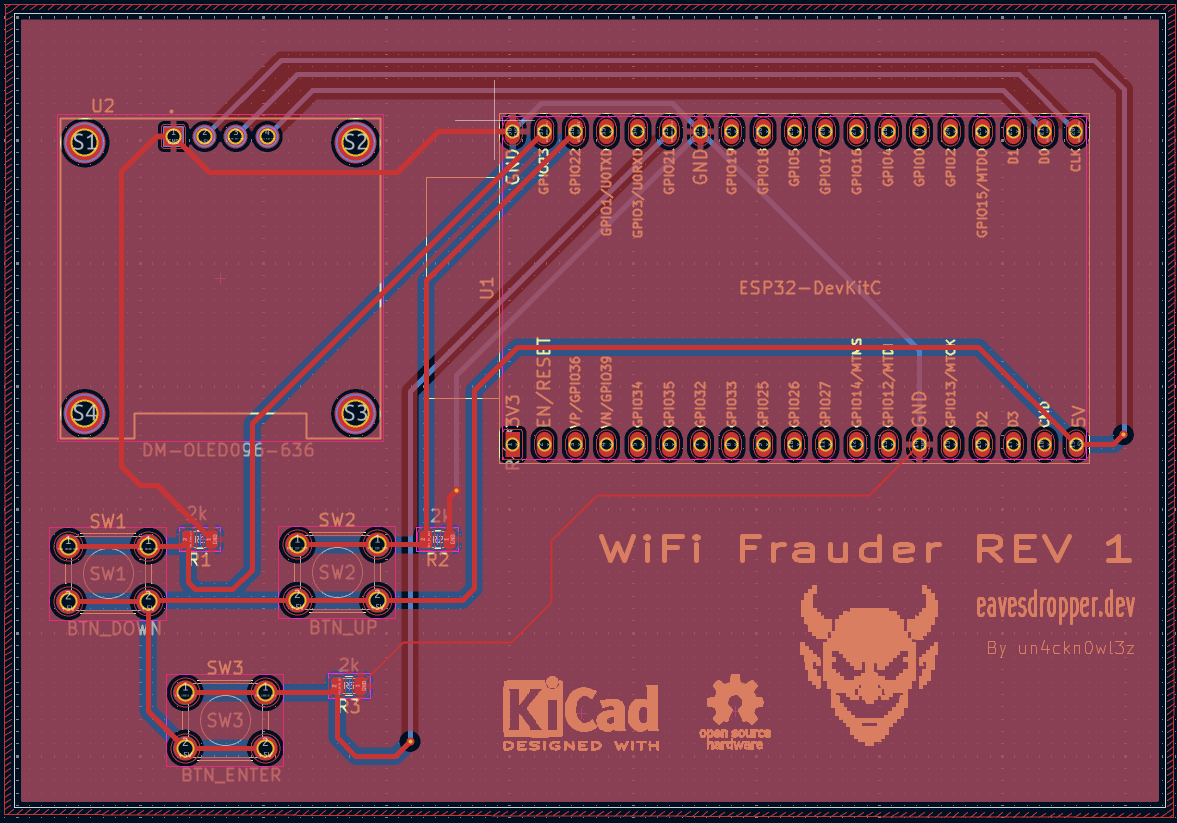 U2
S1
S2
1
2
3
4
S4
S3
DM-OLED096-636
GND
GPIO23
GPIO22
GPIO1/U0TXD
GPIO3/U0RXD
GPIO21
GND
GPIO19
GPIO18
GPIO5
GPIO17
GPIO16
GPIO4
GPIO0
GPIO2
GPIO15/MTDO
D1
D0
CLK
U1
ESP32-DevKitC
3V3
EN/RESET
VP/GPIO36
VN/GPIO39
GPIO34
GPIO35
GPIO32
GPIO33
GPIO25
GPIO26
GPIO27
GPIO14/MTMS
GPIO12/MTDI
GND
GPIO13/MTCK
D2
D3
CMD
5V
SW1
2k
SW1
R1
BTN_DOWN
SW2
2k
SW2
R2
BTN_UP
SW3
2k
SW3
R3
BTN_ENTER
WiFi Frauder REV 1
eavesdropper.dev
By un4ckn0wl3z
KiCad
DESIGNED WITH
open source
hardware